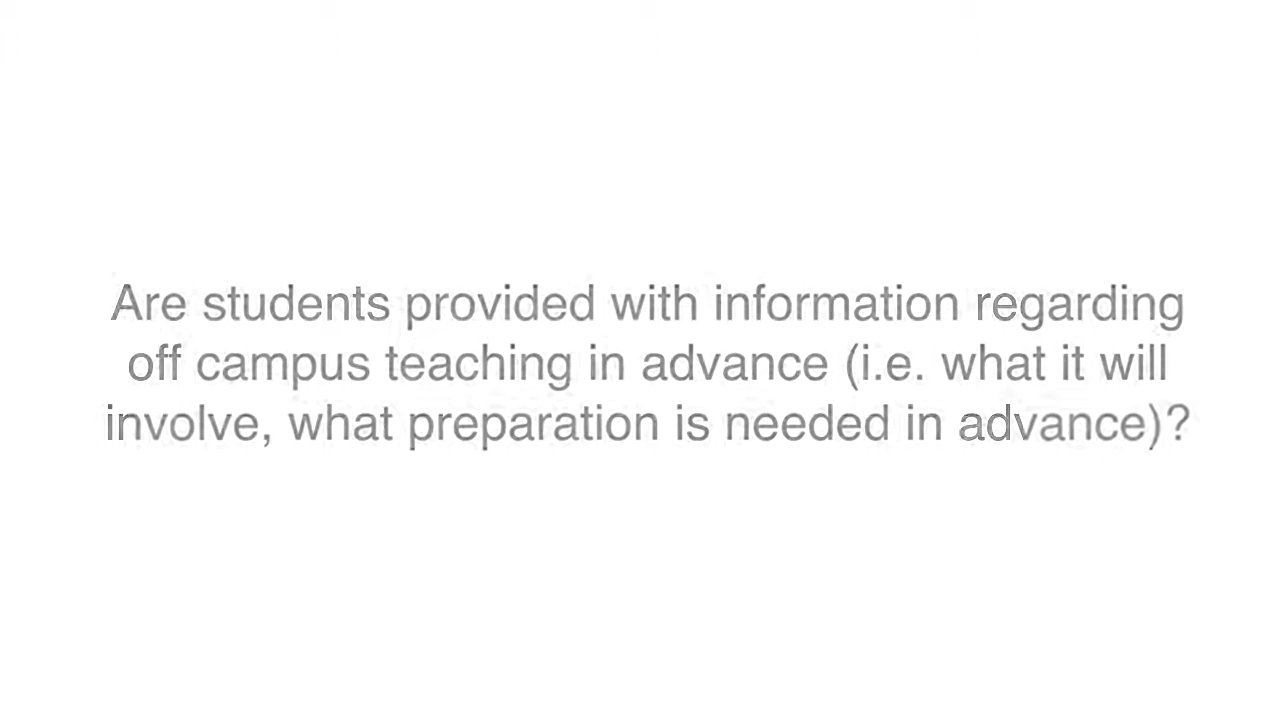 Are students provided with information regarding
off campus teaching in advance (i.e. what it will
involve, what preparation is needed in advance)?